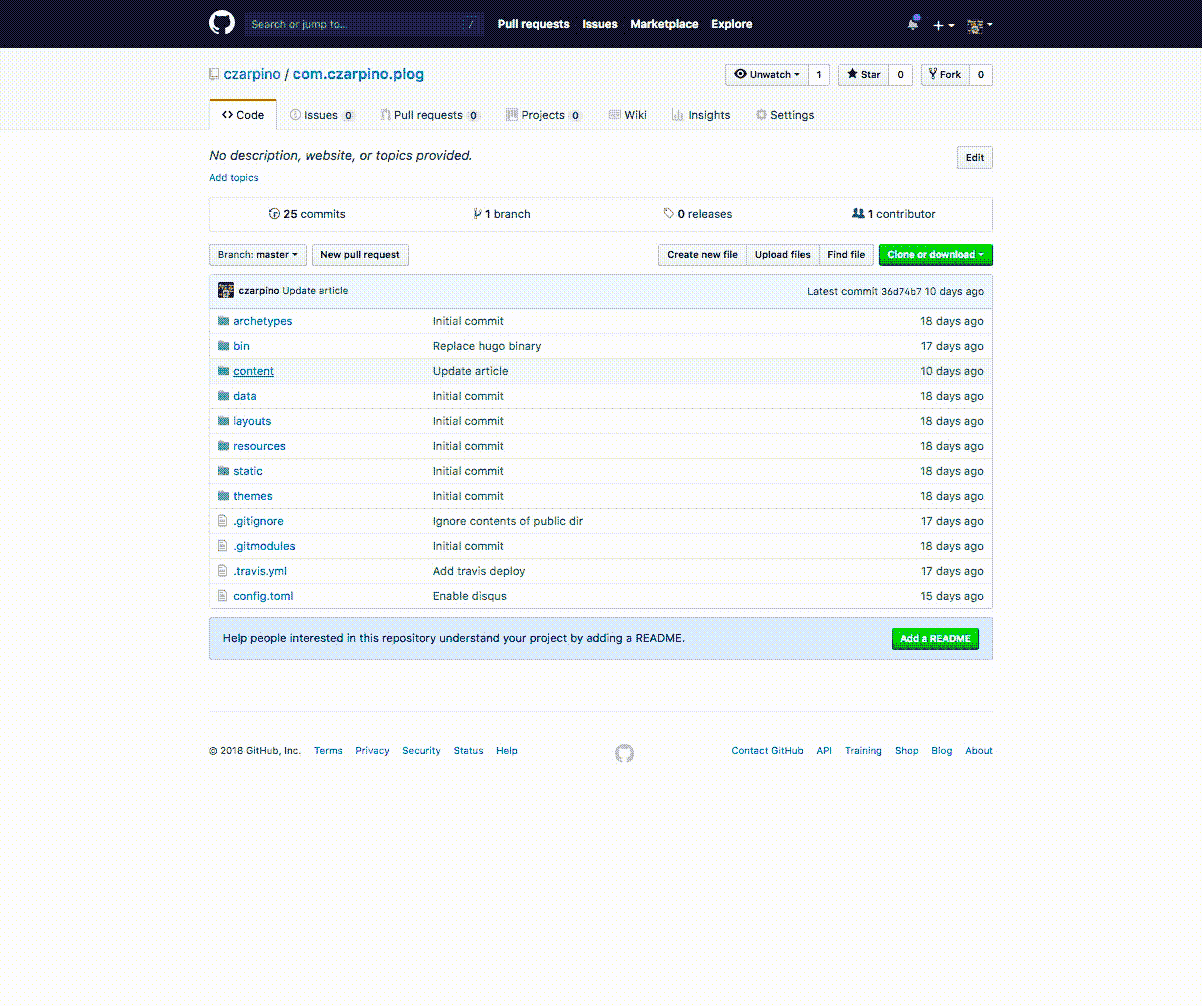 Search or jump to... / Pull requests Issues Marketplace Explore
czarpino / com.czarpino.plog Unwatch 1 Star 0 Fork 0
Code Issues 0 Pull requests 0 Projects 0 Wiki Insights Settings
No description, website, or topics provided. Edit
Add topics
25 commits 1 branch 0 releases 1 contributor
Branch: master New pull request Create new file Upload files Find file Clone or download
czarpino Update article Latest commit 36d74b7 10 days ago
archetypes Initial commit 18 days ago
bin Replace hugo binary 17 days ago
content Update article 10 days ago
data Initial commit 18 days ago
layouts Initial commit 18 days ago
resources Initial commit 18 days ago
static Initial commit 18 days ago
themes Initial commit 18 days ago
.gitignore Ignore contents of public dir 17 days ago
.gitmodules Initial commit 18 days ago
.travis.yml Add travis deploy 17 days ago
config.toml Enable disqus 15 days ago
Help people interested in this repository understand your project by adding a README. Add a README
© 2018 GitHub, Inc. Terms Privacy Security Status Help Contact GitHub API Training Shop Blog About